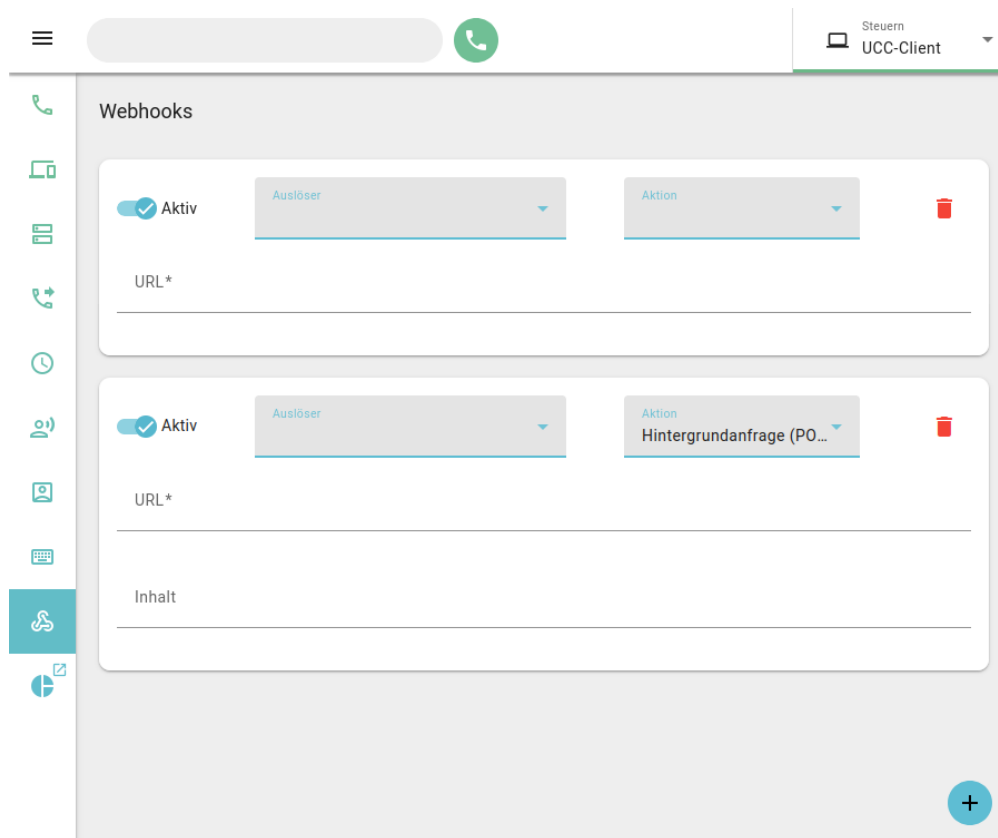 Steuern
UCC-Client
Webhooks
Aktiv
Auslöser
Aktion
URL*
Aktiv
Auslöser
Aktion
Hintergrundanfrage (PO...
URL*
Inhalt